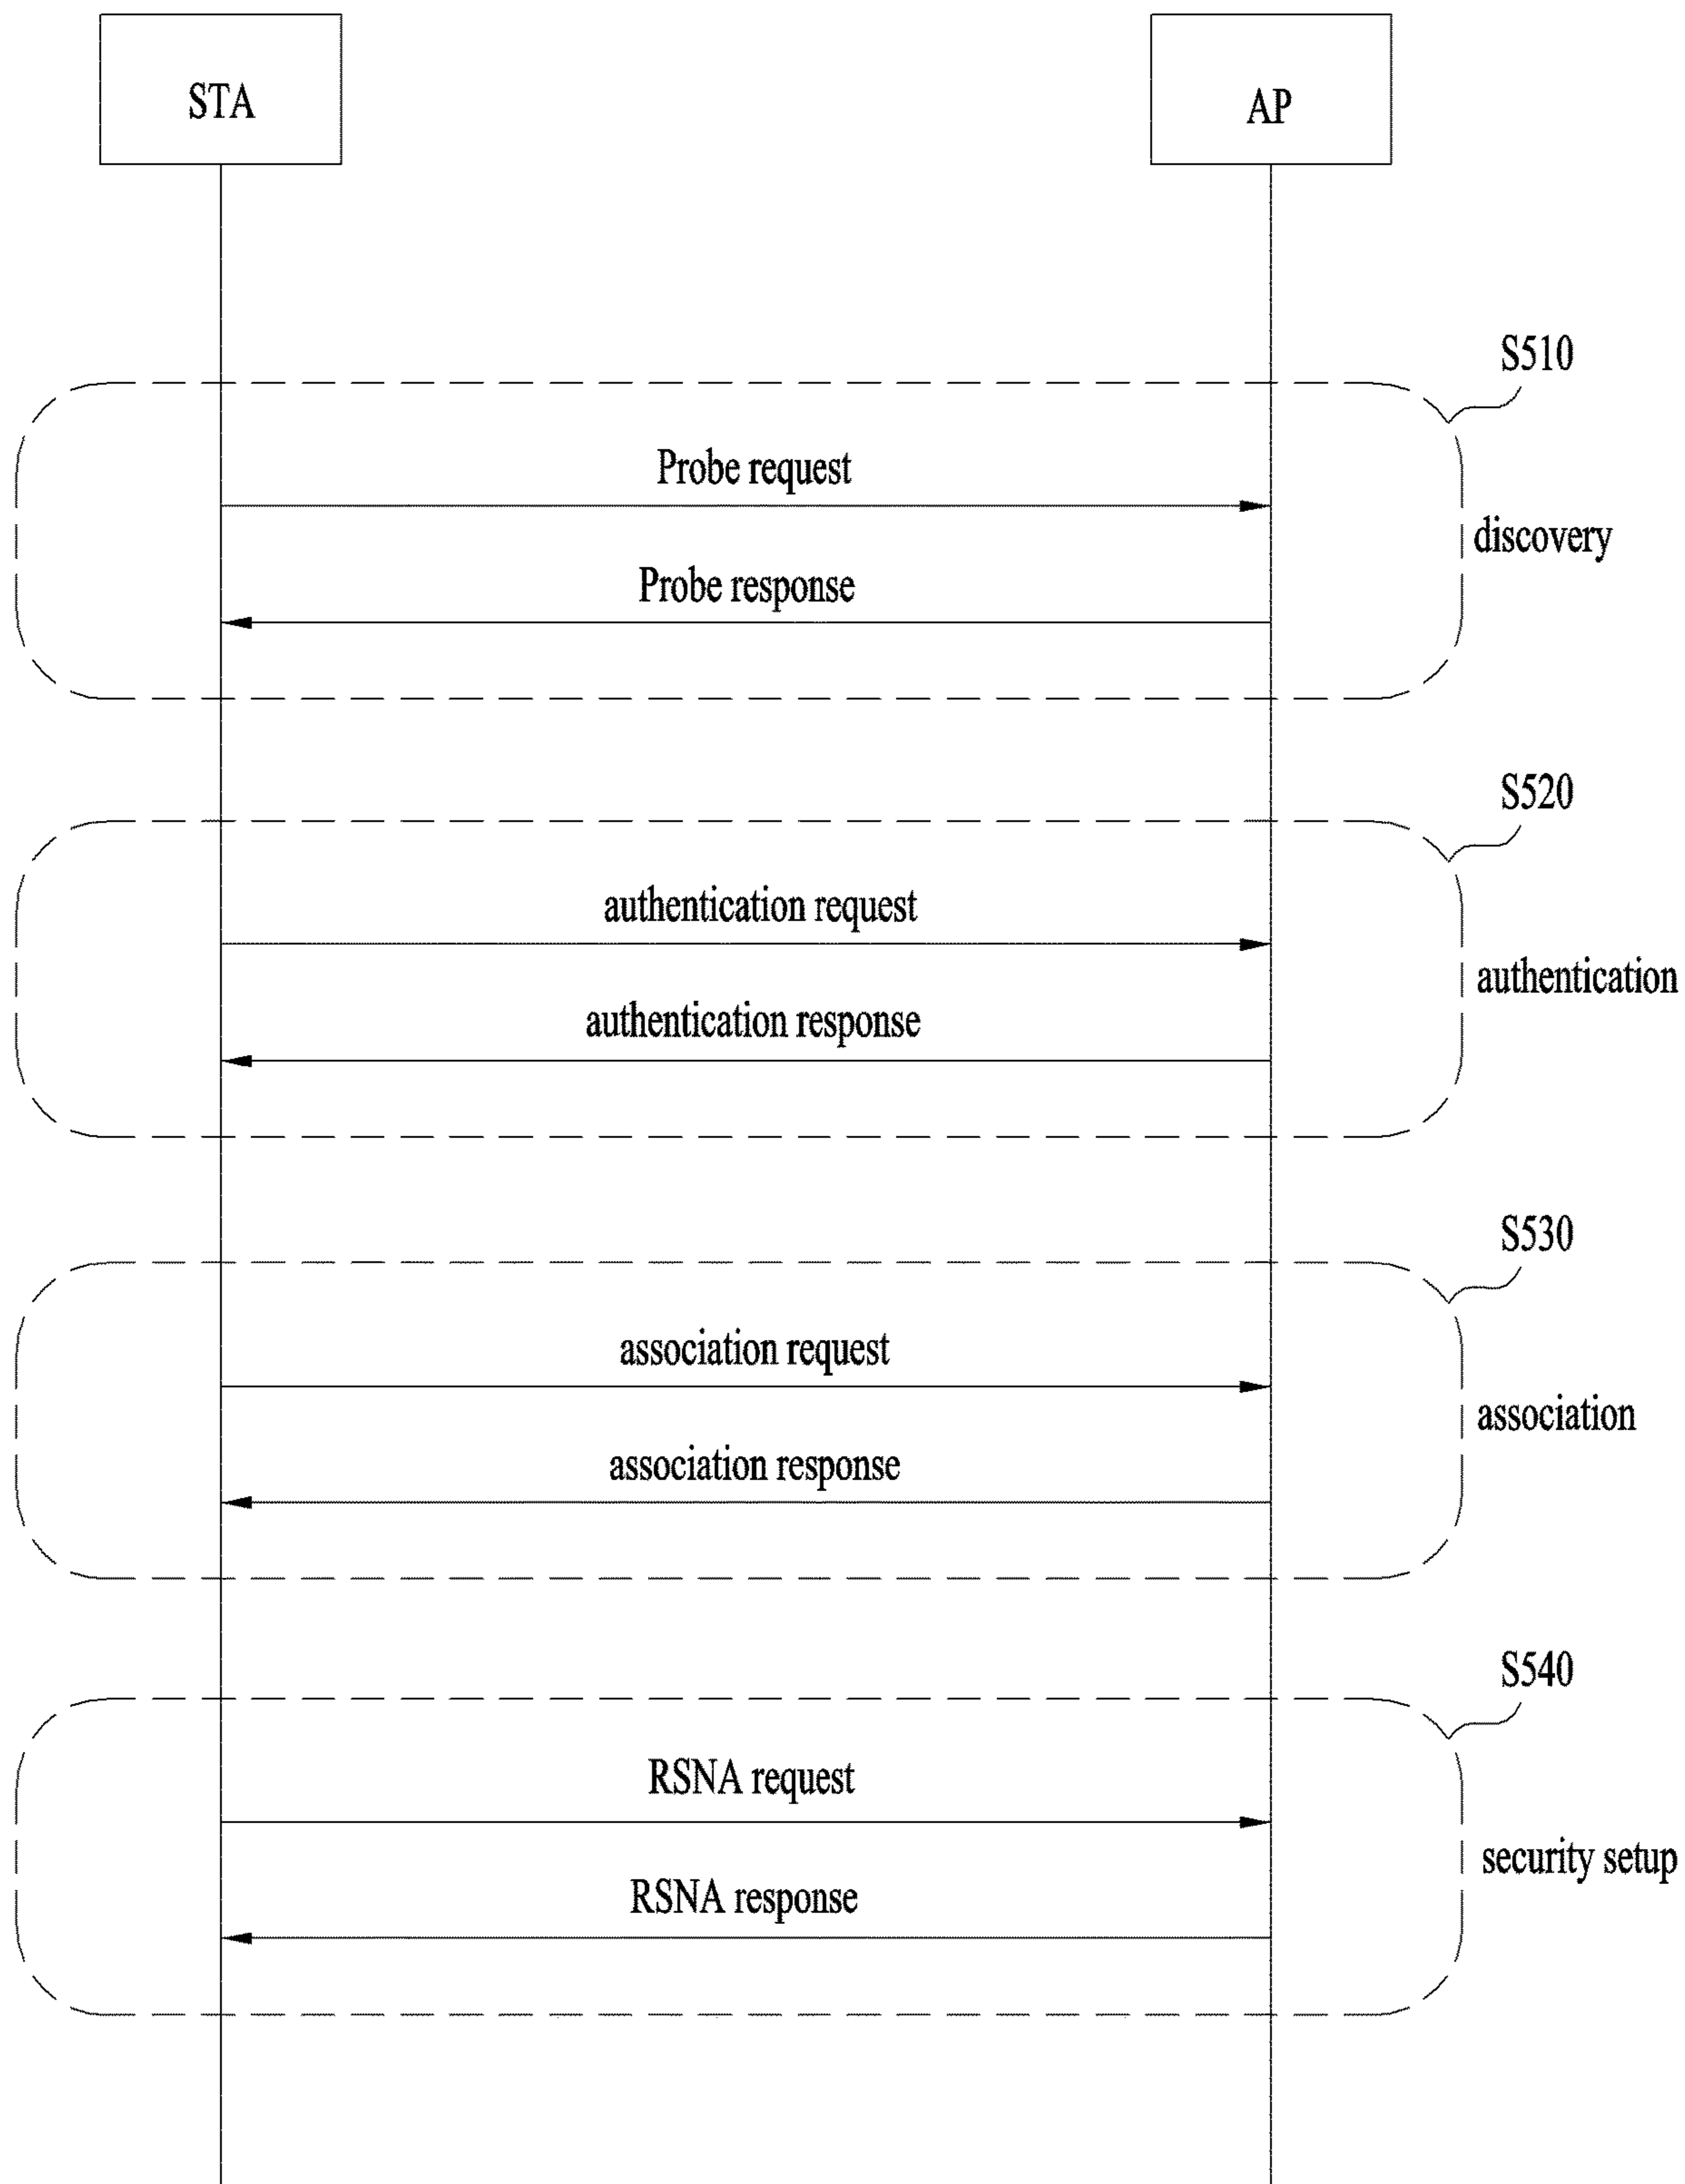 STA
AP
S510
Probe request
discovery
Probe response
S520
authentication request
authentication
authentication response
S530
association request
association
association response
S540
RSNA request
security setup
RSNA response